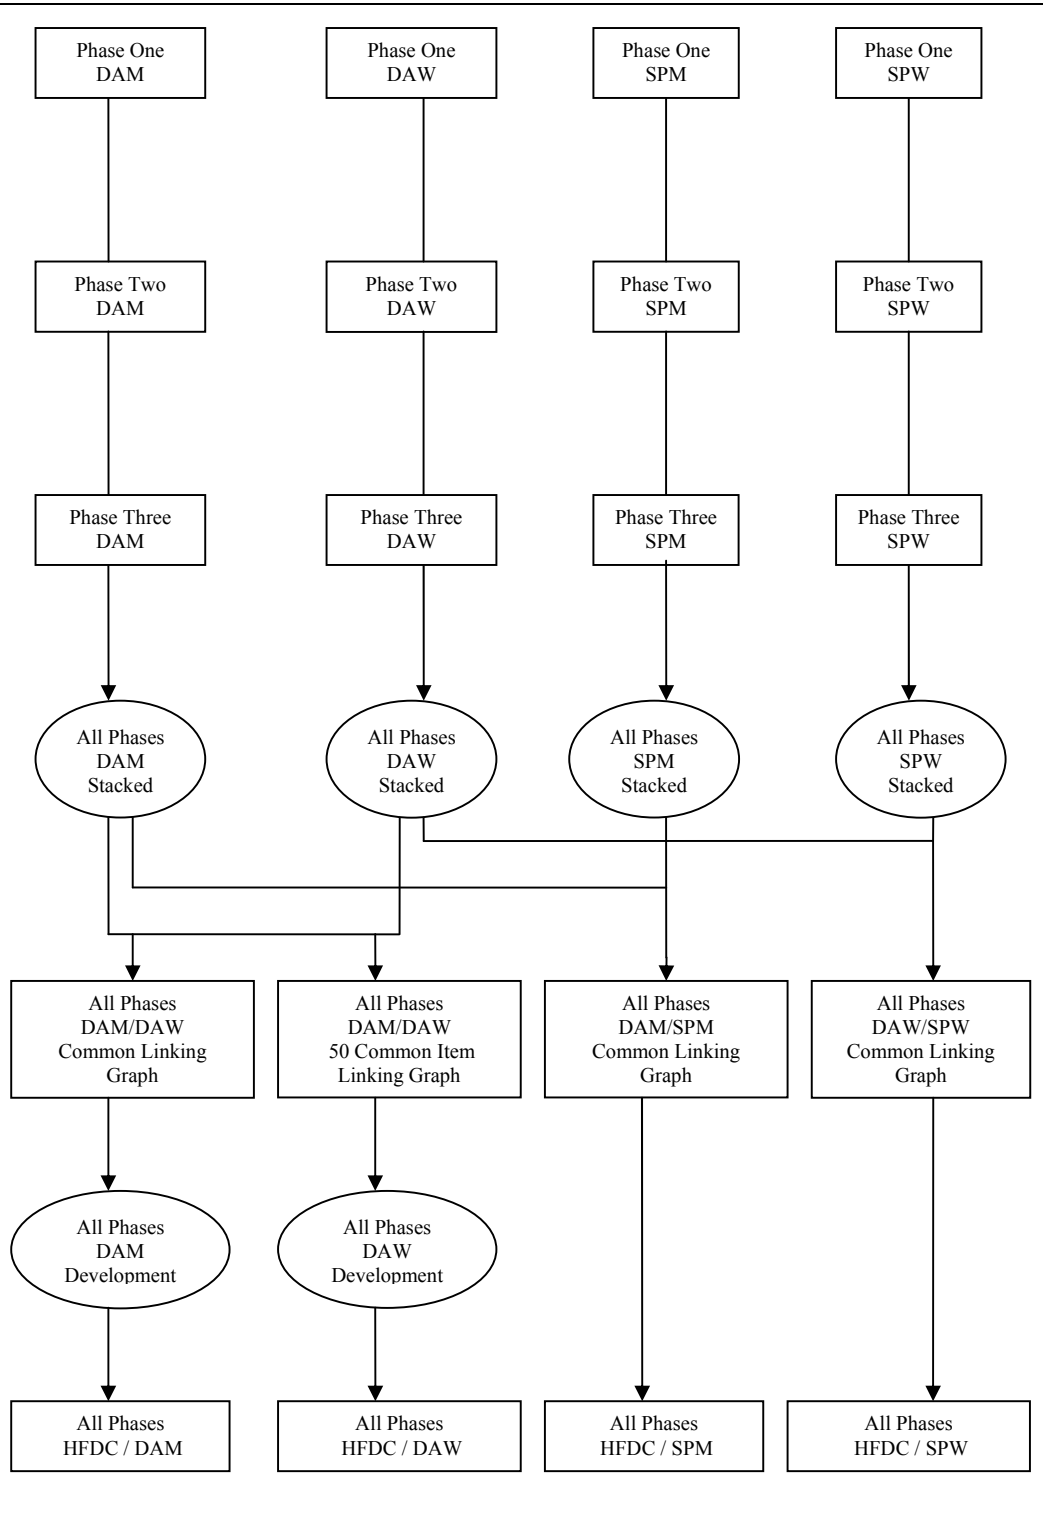 Phase One
DAM
Phase One
DAW
Phase One
SPM
Phase One
SPW
Phase Two
DAM
Phase Two
DAW
Phase Two
SPM
Phase Two
SPW
Phase Three
DAM
Phase Three
DAW
Phase Three
SPM
Phase Three
SPW
All Phases
DAM
Stacked
All Phases
DAW
Stacked
All Phases
SPM
Stacked
All Phases
SPW
Stacked
All Phases
DAM/DAW
Common Linking
Graph
All Phases
DAM/DAW
50 Common Item
Linking Graph
All Phases
DAM/SPM
Common Linking
Graph
All Phases
DAW/SPW
Common Linking
Graph
All Phases
DAM
Development
All Phases
DAW
Development
All Phases
HFDC / DAM
All Phases
HFDC / DAW
All Phases
HFDC / SPM
All Phases
HFDC / SPW